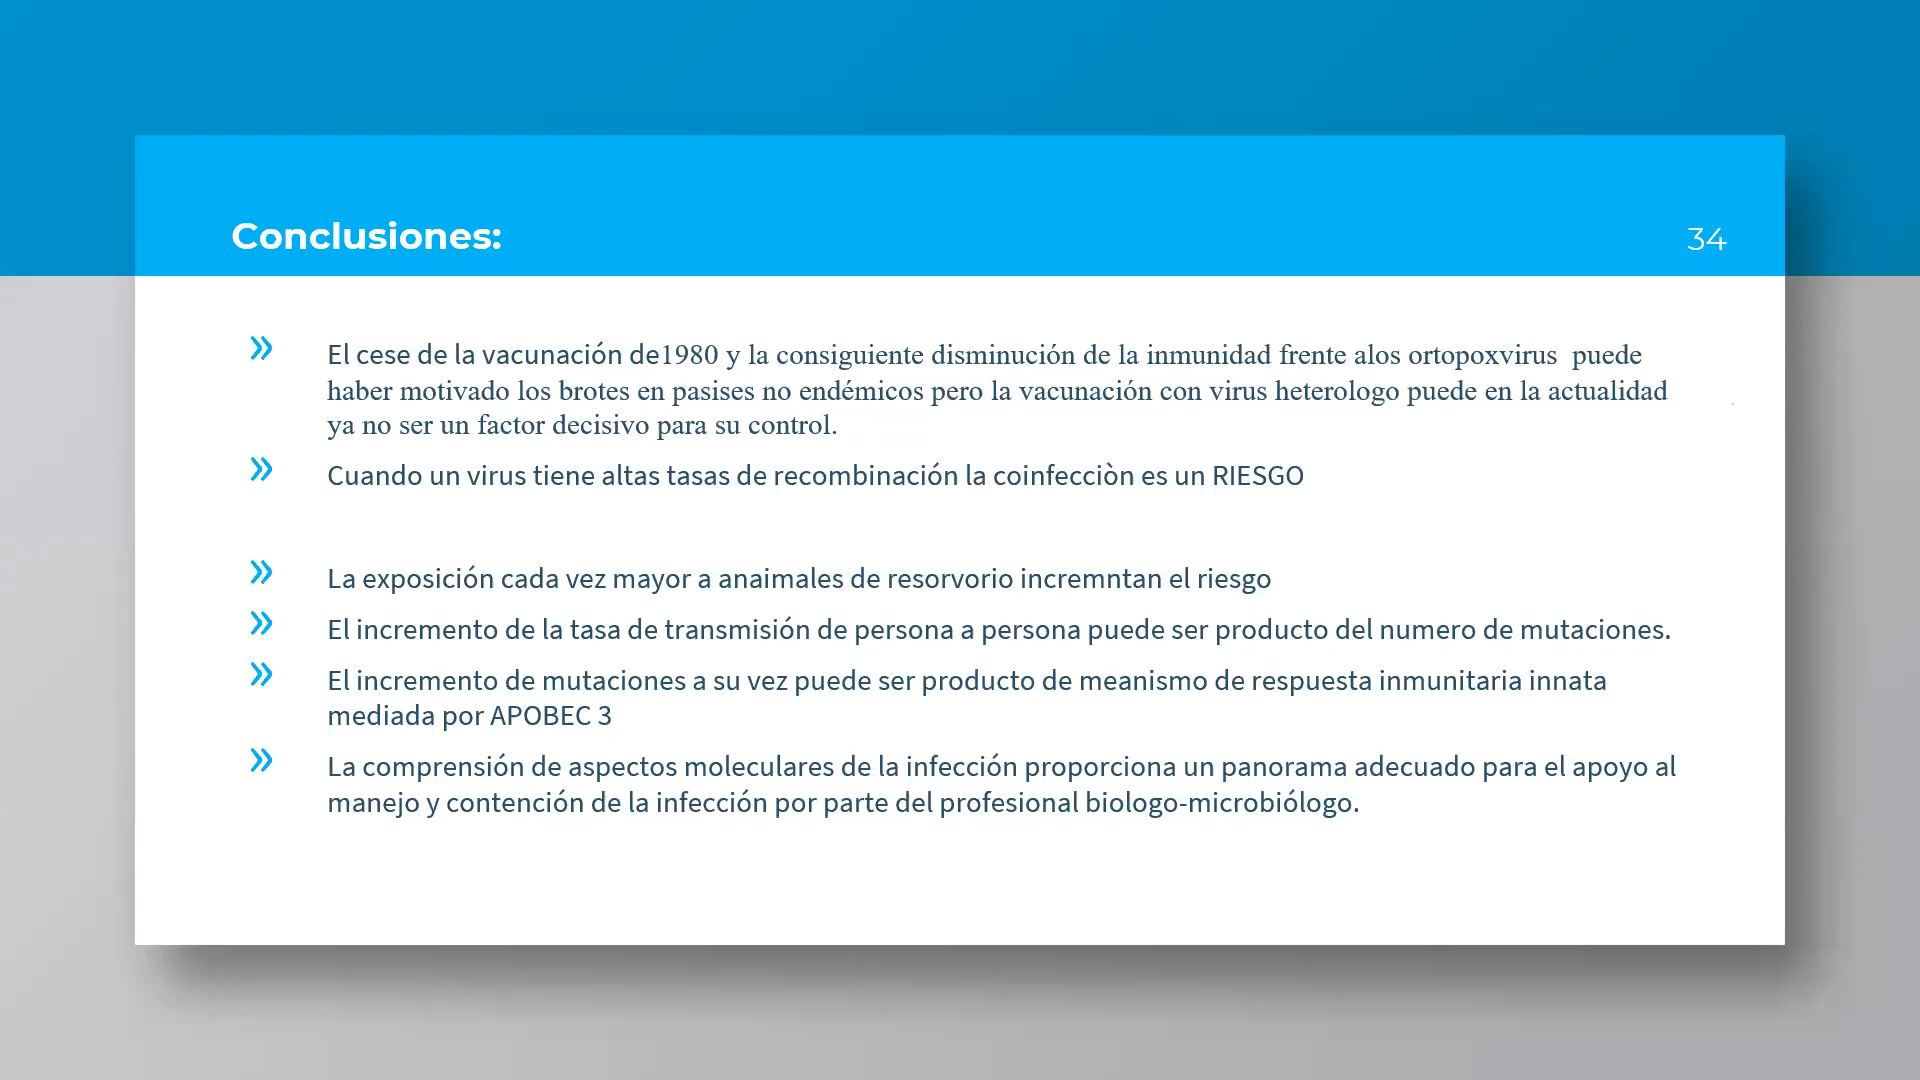 Conclusiones:
34
» El cese de la vacunación de1980 y la consiguiente disminución de la inmunidad frente alos ortopoxvirus  puede
haber motivado los brotes en pasises no endémicos pero la vacunación con virus heterologo puede en la actualidad
ya no ser un factor decisivo para su control.
» Cuando un virus tiene altas tasas de recombinación la coinfecciòn es un RIESGO
» La exposición cada vez mayor a anaimales de resorvorio incremntan el riesgo
» El incremento de la tasa de transmisión de persona a persona puede ser producto del numero de mutaciones.
» El incremento de mutaciones a su vez puede ser producto de meanismo de respuesta inmunitaria innata
mediada por APOBEC 3
» La comprensión de aspectos moleculares de la infección proporciona un panorama adecuado para el apoyo al
manejo y contención de la infección por parte del profesional biologo-microbiólogo.